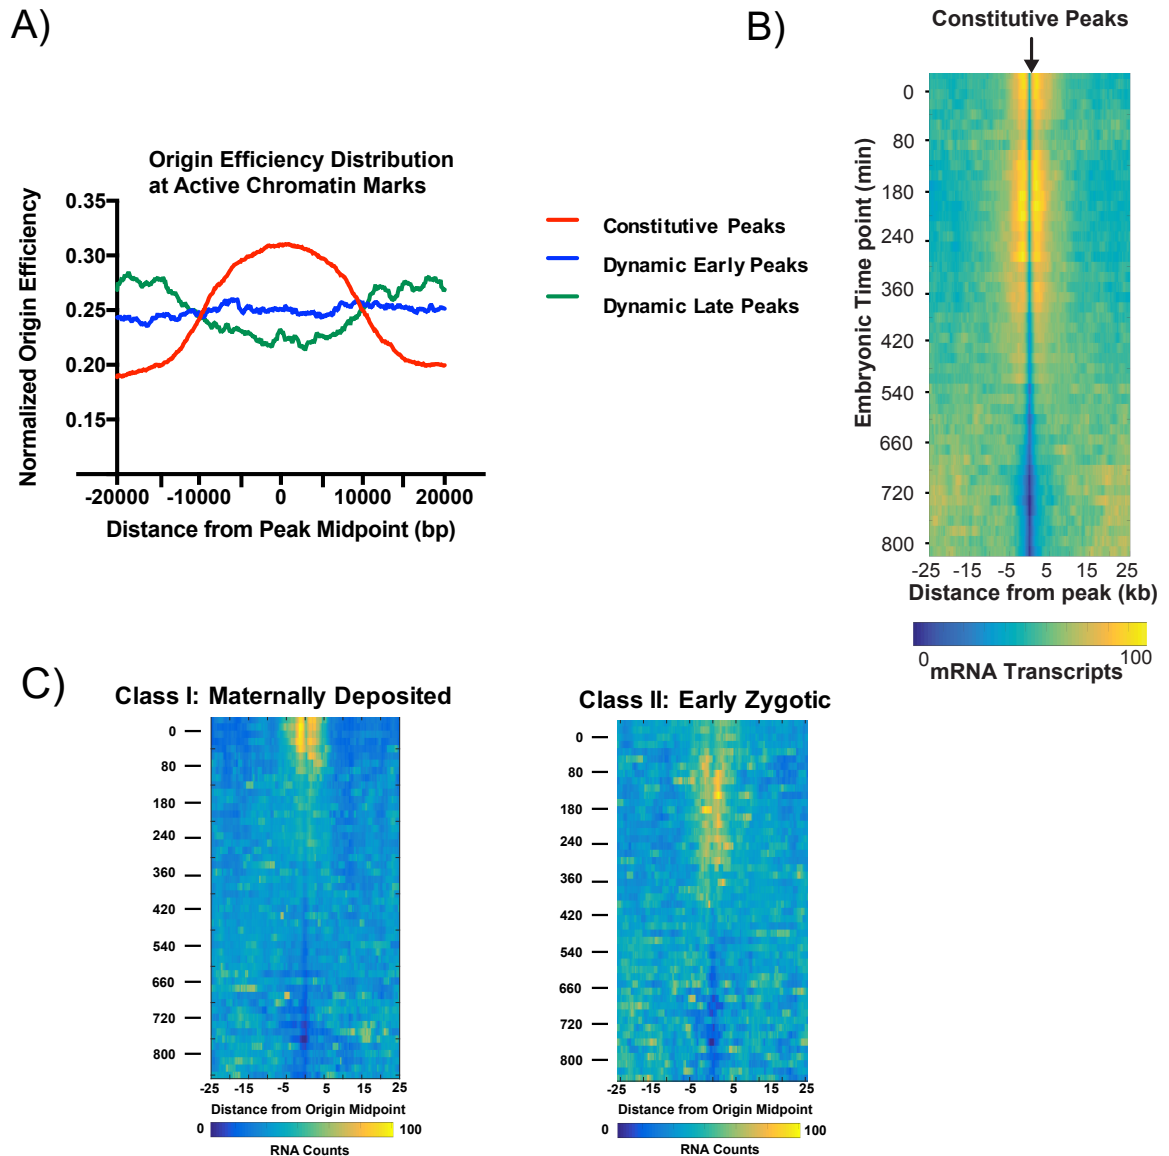 A)
Origin Efficiency Distribution
at Active Chromatin Marks
Normalized Origin Efficiency
0.35
0.30
0.25
0.20
0.15
-20000 -10000 0 10000 20000
Distance from Peak Midpoint (bp)
Constitutive Peaks
Dynamic Early Peaks
Dynamic Late Peaks
B)
Constitutive Peaks
Embryonic Time point (min)
0
80
180
240
360
420
540
660
720
800
-25 -15 -5 5 15 25
Distance from peak (kb)
0 100
mRNA Transcripts
C)
Class I: Maternally Deposited
0
80
180
240
360
420
540
660
720
800
-25 -15 -5 5 15 25
Distance from Origin Midpoint
0 100
RNA Counts
Class II: Early Zygotic
0
80
180
240
360
420
540
660
720
800
-25 -15 -5 5 15 25
Distance from Origin Midpoint
0 100
RNA Counts